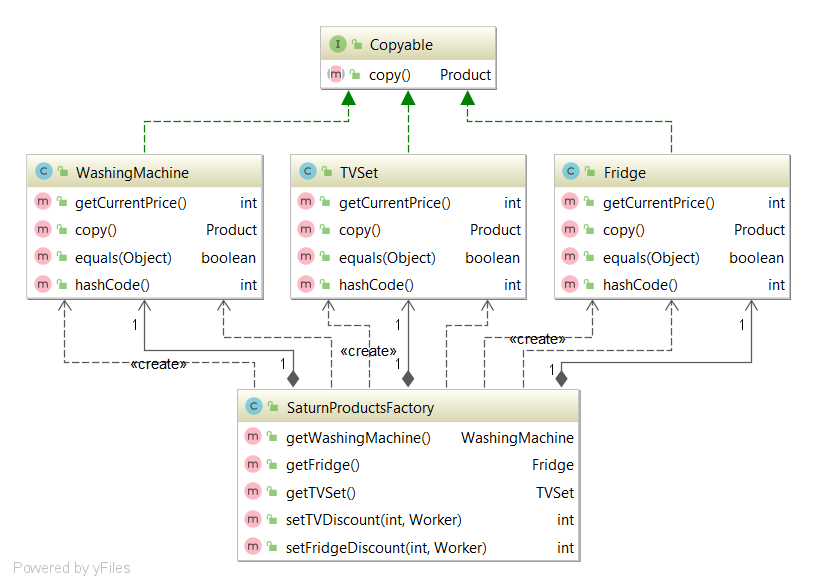 I Copyable
m copy() Product
C WashingMachine
m getCurrentPrice() int
m copy() Product
m equals(Object) boolean
m hashCode() int
C TVSet
m getCurrentPrice() int
m copy() Product
m equals(Object) boolean
m hashCode() int
C Fridge
m getCurrentPrice() int
m copy() Product
m equals(Object) boolean
m hashCode() int
1 1 1
«create» «create» «create»
1 1 1
C SaturnProductsFactory
m getWashingMachine() WashingMachine
m getFridge() Fridge
m getTVSet() TVSet
m setTVDiscount(int, Worker) int
m setFridgeDiscount(int, Worker) int
Powered by yFiles